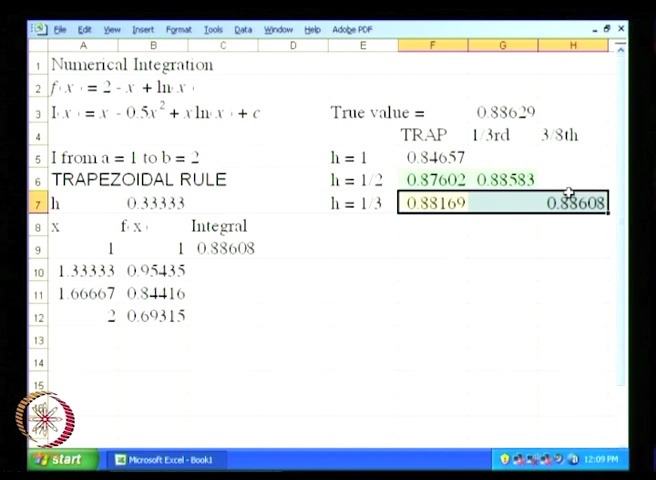 File Edit View Insert Format Tools Data Window Help Adobe PDF
A B C D E F G H
1 Numerical Integration
2 f(x) = 2 - x + ln(x)
3 I(x) = x - 0.5x² + x ln(x) + c True value = 0.88629
4 TRAP 1/3rd 3/8th
5 I from a = 1 to b = 2 h = 1 0.84657
6 TRAPEZOIDAL RULE h = 1/2 0.87602 0.88583
7 h 0.33333 h = 1/3 0.88169 0.88608
8 x f(x) Integral
9 1 1 0.88608
10 1.33333 0.95435
11 1.66667 0.84416
12 2 0.69315
13
14
15
start Microsoft Excel - Book1 12:09 PM